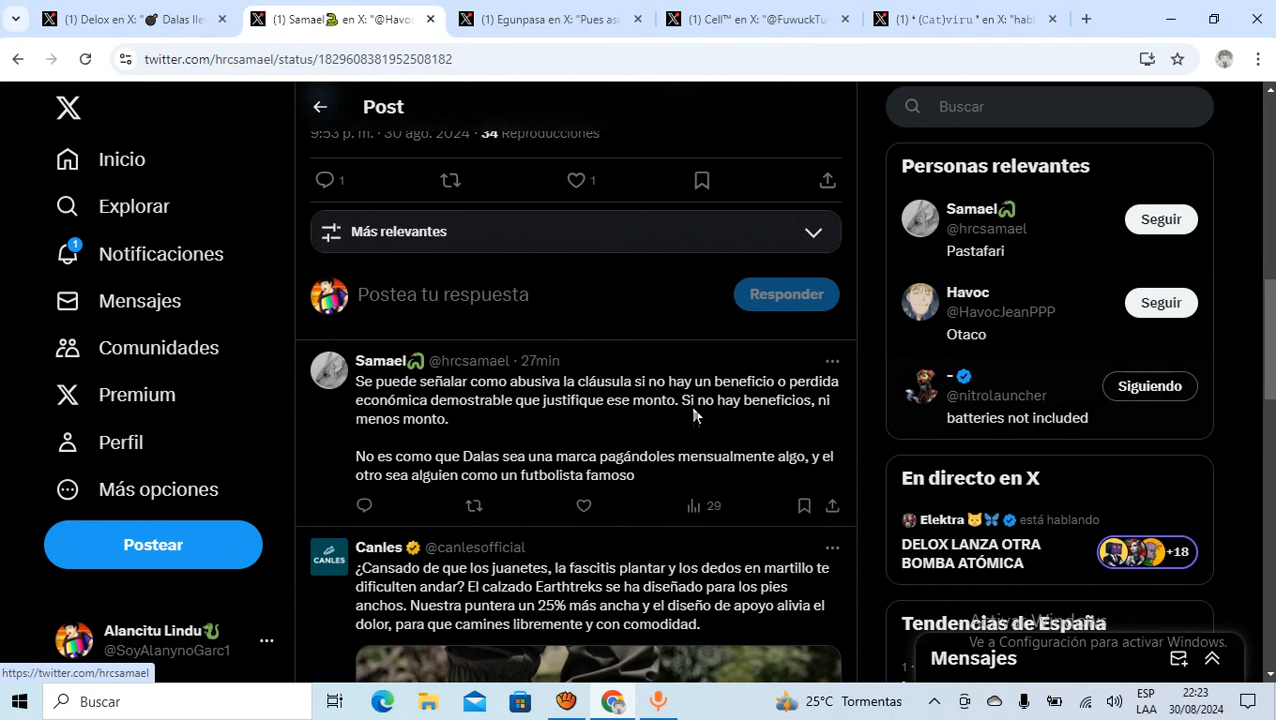 (1) Delox en X: "💣 Dalas lle
(1) Samael🐍 en X: "@Havoc
(1) Egunpasa en X: "Pues así
(1) Cell™ en X: "@FuwuckTu
(1) * (Cat)viru * en X: "habl
twitter.com/hrcsamael/status/1829608381952508182
Inicio
Explorar
1
Notificaciones
Mensajes
Comunidades
Premium
Perfil
Más opciones
Postear
Alancitu Lindu🐍
@SoyAlanynoGarc1
https://twitter.com/hrcsamael
Post
9:53 p. m. · 30 ago. 2024 · 34 Reproducciones
1
1
Más relevantes
Postea tu respuesta
Responder
Samael🐍 @hrcsamael · 27min
Se puede señalar como abusiva la cláusula si no hay un beneficio o perdida
económica demostrable que justifique ese monto. Si no hay beneficios, ni
menos monto.
No es como que Dalas sea una marca pagándoles mensualmente algo, y el
otro sea alguien como un futbolista famoso
29
CANLES
Canles @canlesofficial
¿Cansado de que los juanetes, la fascitis plantar y los dedos en martillo te
dificulten andar? El calzado Earthtreks se ha diseñado para los pies
anchos. Nuestra puntera un 25% más ancha y el diseño de apoyo alivia el
dolor, para que camines libremente y con comodidad.
Buscar
Personas relevantes
Samael🐍
@hrcsamael
Seguir
Pastafari
Havoc
@HavocJeanPPP
Seguir
Otaco
-
@nitrolauncher
Siguiendo
batteries not included
En directo en X
Elektra 🐱🦋 está hablando
DELOX LANZA OTRA
BOMBA ATÓMICA
+18
Tendencias de España
Activar Windows
Ve a Configuración para activar Windows.
Mensajes
Buscar
25°C Tormentas
ESP
LAA
22:23
30/08/2024